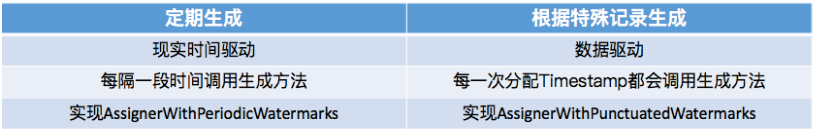 定期生成 根据特殊记录生成
现实时间驱动 数据驱动
每隔一段时间调用生成方法 每一次分配Timestamp都会调用生成方法
实现AssignerWithPeriodicWatermarks 实现AssignerWithPunctuatedWatermarks